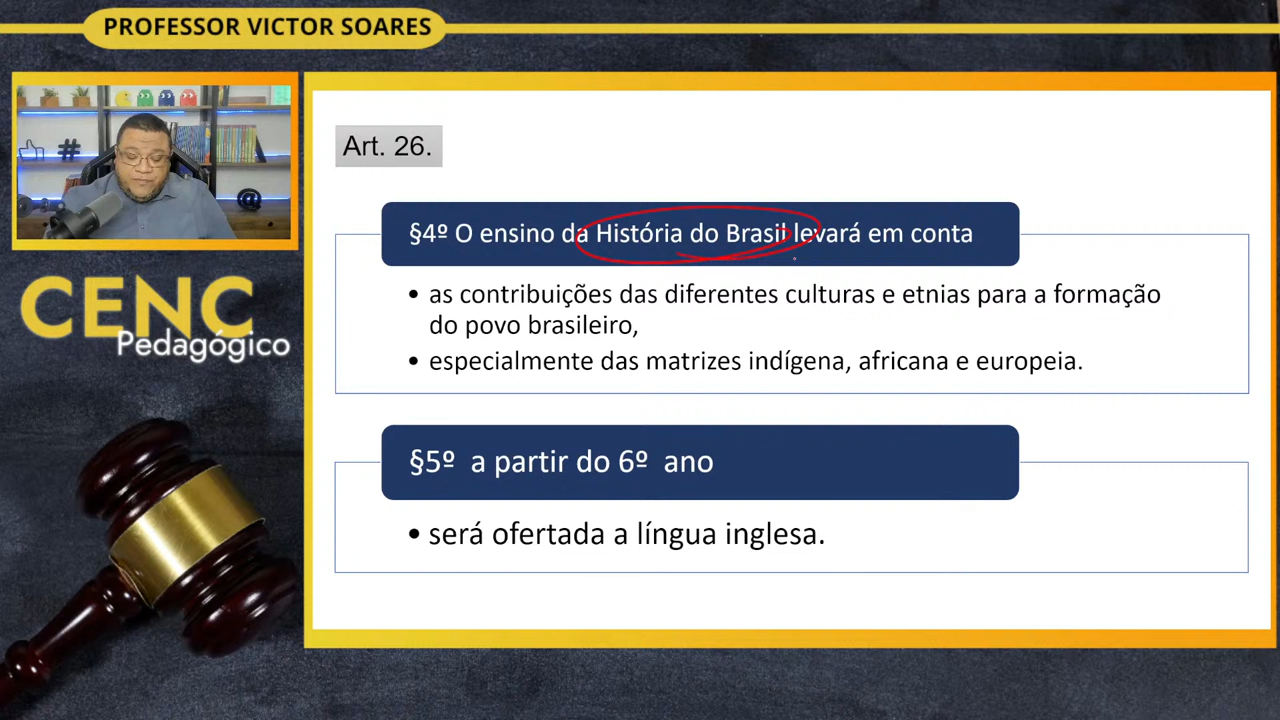 PROFESSOR VICTOR SOARES
CENC
Pedagógico
Art. 26.
§4º O ensino da História do Brasil levará em conta
• as contribuições das diferentes culturas e etnias para a formação
do povo brasileiro,
• especialmente das matrizes indígena, africana e europeia.
§5º a partir do 6º ano
• será ofertada a língua inglesa.